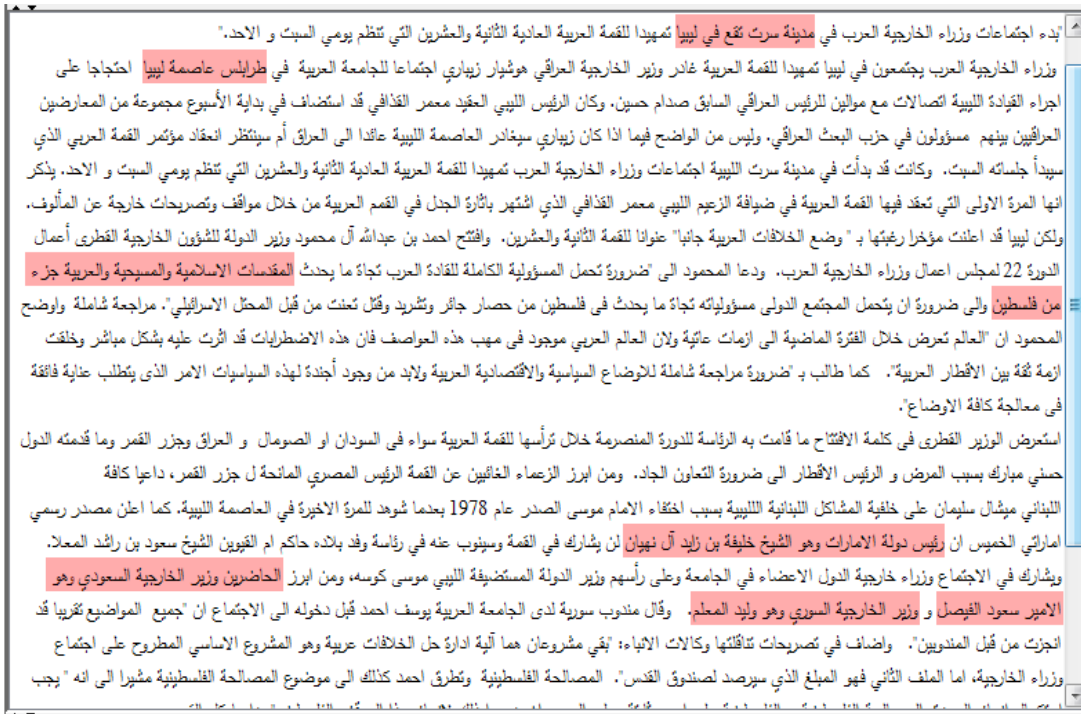 "بدء اجتماعات وزراء الخارجية العرب في مدينة سرت تقع في ليبيا تمهيدا للقمة العربية العادية الثانية والعشرين التي تنظم يومي السبت و الاحد."
وزراء الخارجية العرب يجتمعون في ليبيا تمهيدا للقمة العربية غادر وزير الخارجية العراقي هوشيار زيباري اجتماعا للجامعة العربية في طرابلس عاصمة ليبيا احتجاجا على
اجراء القيادة الليبية اتصالات مع موالين للرئيس العراقي السابق صدام حسين. وكان الرئيس الليبي العقيد معمر القذافي قد استضاف في بداية الأسبوع مجموعة من المعارضين
العراقيين بينهم مسؤولون في حزب البعث العراقي. وليس من الواضح فيما اذا كان زيباري سيغادر العاصمة الليبية عائدا الى العراق أم سينتظر انعقاد مؤتمر القمة العربي الذي
سيبدأ جلساته السبت. وكانت قد بدأت في مدينة سرت الليبية اجتماعات وزراء الخارجية العرب تمهيدا للقمة العربية العادية الثانية والعشرين التي تنظم يومي السبت و الاحد. يذكر
انها المرة الاولى التي تعقد فيها القمة العربية في ضيافة الزعيم الليبي معمر القذافي الذي اشتهر باثارة الجدل في القمم العربية من خلال مواقف وتصريحات خارجة عن المألوف.
ولكن ليبيا قد اعلنت مؤخرا رغبتها بـ " وضع الخلافات العربية جانبا" عنوانا للقمة الثانية والعشرين. وافتتح احمد بن عبدالله آل محمود وزير الدولة للشؤون الخارجية القطرى أعمال
الدورة 22 لمجلس اعمال وزراء الخارجية العرب. ودعا المحمود الى "ضرورة تحمل المسؤولية الكاملة للقادة العرب تجاة ما يحدث المقدسات الاسلامية والمسيحية والعربية جزء
من فلسطين والى ضرورة ان يتحمل المجتمع الدولى مسؤولياته تجاة ما يحدث فى فلسطين من حصار جائر وتشريد وقتل تعنت من قبل المحتل الاسرائيلي". مراجعة شاملة واوضح
المحمود ان "العالم تعرض خلال الفترة الماضية الى ازمات عاتية ولان العالم العربي موجود فى مهب هذه العواصف فان هذه الاضطرابات قد اثرت عليه بشكل مباشر وخلقت
ازمة ثقة بين الاقطار العربية". كما طالب بـ "ضرورة مراجعة شاملة للاوضاع السياسية والاقتصادية العربية ولابد من وجود أجندة لهذه السياسيات الامر الذى يتطلب عناية فائقة
فى معالجة كافة الاوضاع".
استعرض الوزير القطرى فى كلمة الافتتاح ما قامت به الرئاسة للدورة المنصرمة خلال ترأسها للقمة العربية سواء فى السودان او الصومال و العراق وجزر القمر وما قدمته الدول
حسني مبارك بسبب المرض و الرئيس الاقطار الى ضرورة التعاون الجاد. ومن ابرز الزعماء الغائبين عن القمة الرئيس المصري المانحة ل جزر القمر، داعيا كافة
اللبناني ميشال سليمان على خلفية المشاكل اللبنانية اللليبية بسبب اختفاء الامام موسى الصدر عام 1978 بعدما شوهد للمرة الاخيرة في العاصمة الليبية. كما اعلن مصدر رسمي
اماراتي الخميس ان رئيس دولة الامارات وهو الشيخ خليفة بن زايد آل نهيان لن يشارك في القمة وسينوب عنه في رئاسة وفد بلاده حاكم ام القيوين الشيخ سعود بن راشد المعلا.
ويشارك في الاجتماع وزراء خارجية الدول الاعضاء في الجامعة وعلى رأسهم وزير الدولة المستضيفة الليبي موسى كوسه، ومن ابرز الحاضرين وزير الخارجية السعودي وهو
الامير سعود الفيصل و وزير الخارجية السوري وهو وليد المعلم. وقال مندوب سورية لدى الجامعة العربية يوسف احمد قبل دخوله الى الاجتماع ان "جميع المواضيع تقريبا قد
انجزت من قبل المندوبين". واضاف في تصريحات تناقلتها وكالات الانباء: "بقي مشروعان هما آلية ادارة حل الخلافات عربية وهو المشروع الاساسي المطروح على اجتماع
وزراء الخارجية، اما الملف الثاني فهو المبلغ الذي سيرصد لصندوق القدس". المصالحة الفلسطينية وتطرق احمد كذلك الى موضوع المصالحة الفلسطينية مشيرا الى انه " يجب